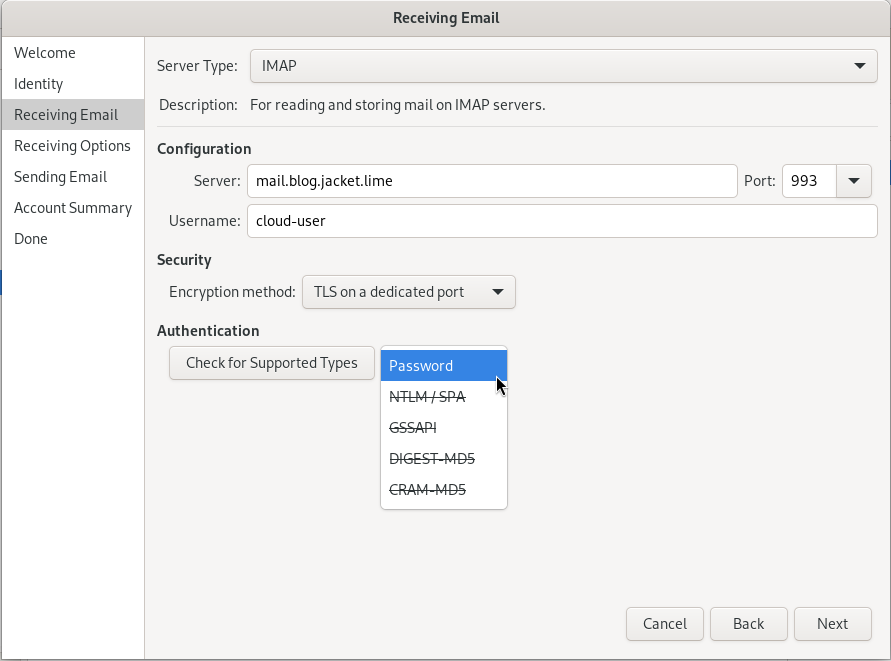 Receiving Email
Welcome
Identity
Receiving Email
Receiving Options
Sending Email
Account Summary
Done
Server Type: IMAP
Description: For reading and storing mail on IMAP servers.
Configuration
Server: mail.blog.jacket.lime Port: 993
Username: cloud-user
Security
Encryption method: TLS on a dedicated port
Authentication
Check for Supported Types Password
NTLM / SPA
GSSAPI
DIGEST-MD5
CRAM-MD5
Cancel Back Next